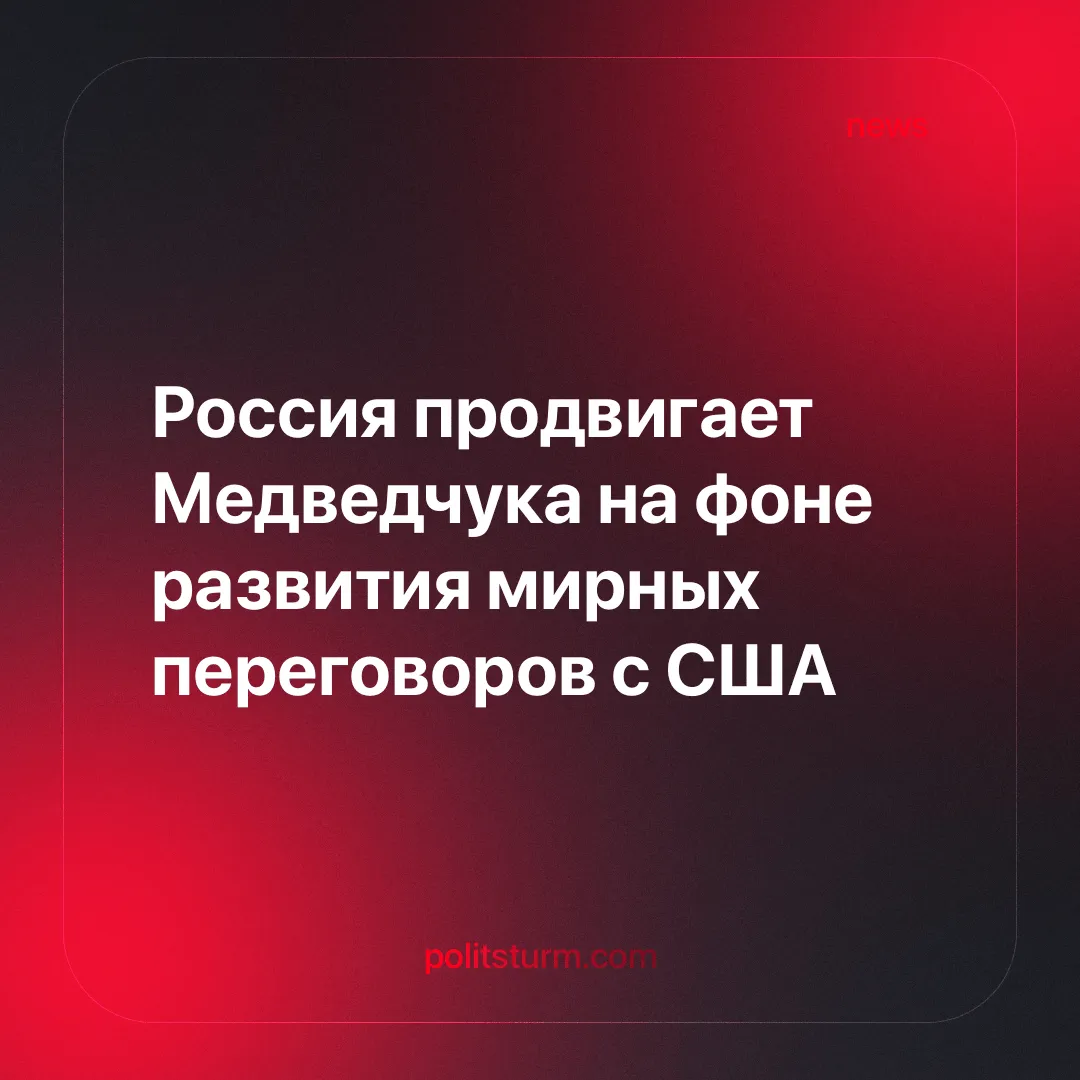 news
Россия продвигает
Медведчука на фоне
развития мирных
переговоров с США
politsturm.com